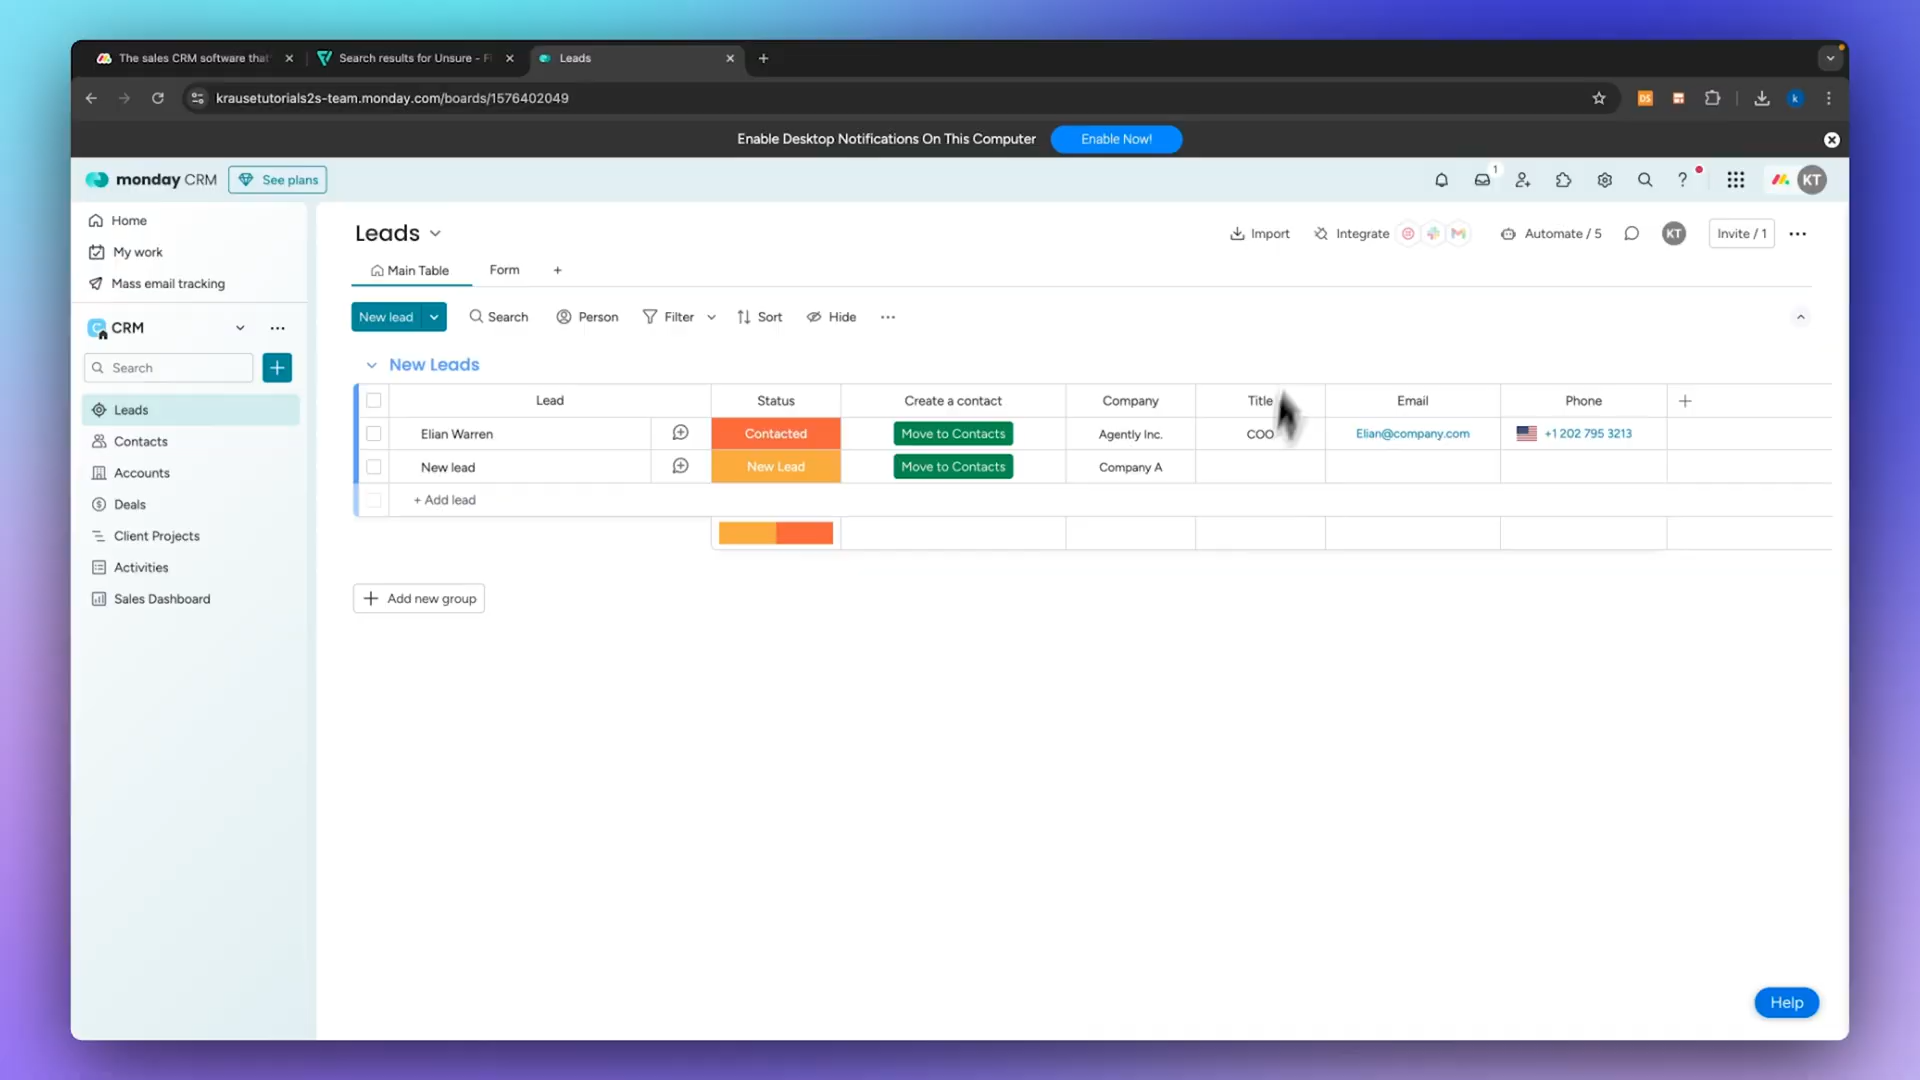 The sales CRM software that
Search results for Unsure - F
Leads
krausetutorials2s-team.monday.com/boards/1576402049
DS
k
Enable Desktop Notifications On This Computer
Enable Now!
monday CRM
See plans
1
KT
Home
My work
Mass email tracking
C CRM
Search
Leads
Contacts
Accounts
Deals
Client Projects
Activities
Sales Dashboard
Leads
Import
Integrate
Automate / 5
KT
Invite / 1
Main Table
Form
New lead
Search
Person
Filter
Sort
Hide
New Leads
Lead Status Create a contact Company Title Email Phone
Elian Warren Contacted Move to Contacts Agently Inc. COO Elian@company.com +1 202 795 3213
New lead New Lead Move to Contacts Company A
+ Add lead
Add new group
Help